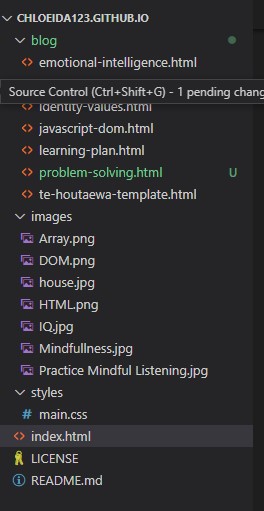 CHLOEIDA123.GITHUB.IO
blog
emotional-intelligence.html
Source Control (Ctrl+Shift+G) - 1 pending chang
identity-values.html
javascript-dom.html
learning-plan.html
problem-solving.html U
te-houtaewa-template.html
images
Array.png
DOM.png
house.jpg
HTML.png
IQ.jpg
Mindfullness.jpg
Practice Mindful Listening.jpg
styles
# main.css
index.html
LICENSE
README.md